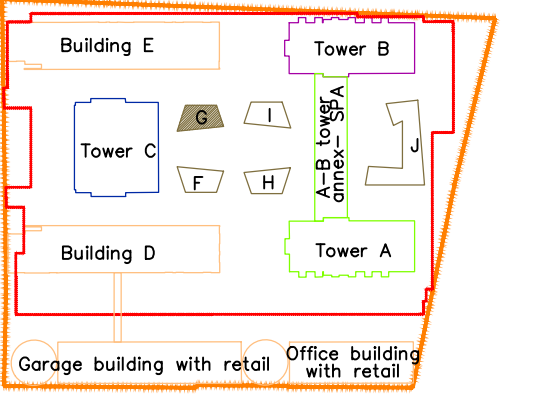 Building E
Tower B
G
I
A-B tower
annex- SPA
J
Tower C
F
H
Building D
Tower A
Garage building with retail
Office building
with retail